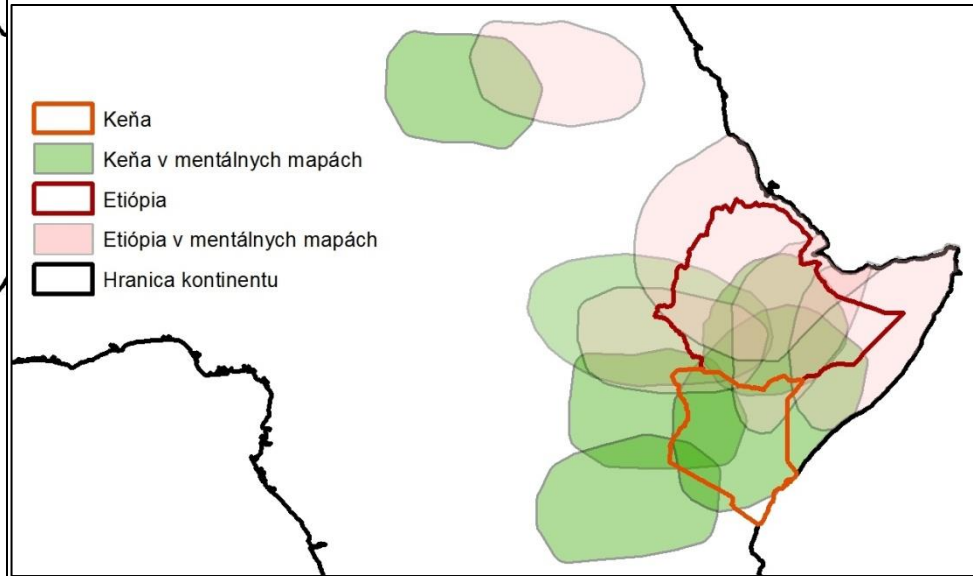 Keňa
Keňa v mentálnych mapách
Etiópia
Etiópia v mentálnych mapách
Hranica kontinentu